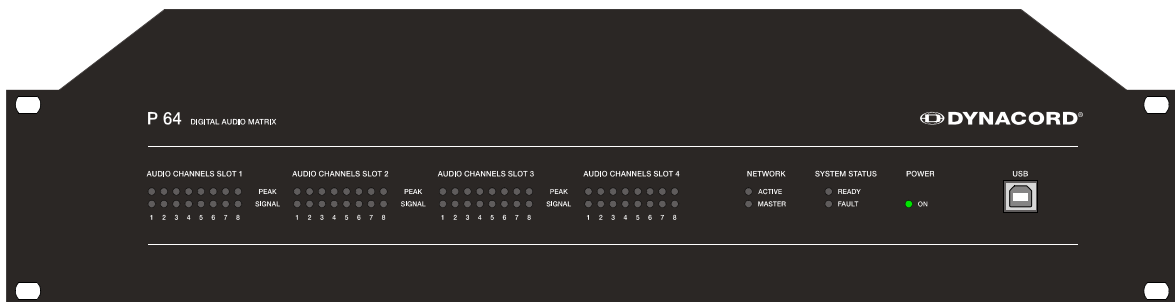 P 64 DIGITAL AUDIO MATRIX
DYNACORD®
AUDIO CHANNELS SLOT 1
AUDIO CHANNELS SLOT 2
AUDIO CHANNELS SLOT 3
AUDIO CHANNELS SLOT 4
NETWORK
SYSTEM STATUS
POWER
USB
PEAK
PEAK
PEAK
ACTIVE
READY
SIGNAL
SIGNAL
SIGNAL
MASTER
FAULT
ON
1 2 3 4 5 6 7 8
1 2 3 4 5 6 7 8
1 2 3 4 5 6 7 8
1 2 3 4 5 6 7 8